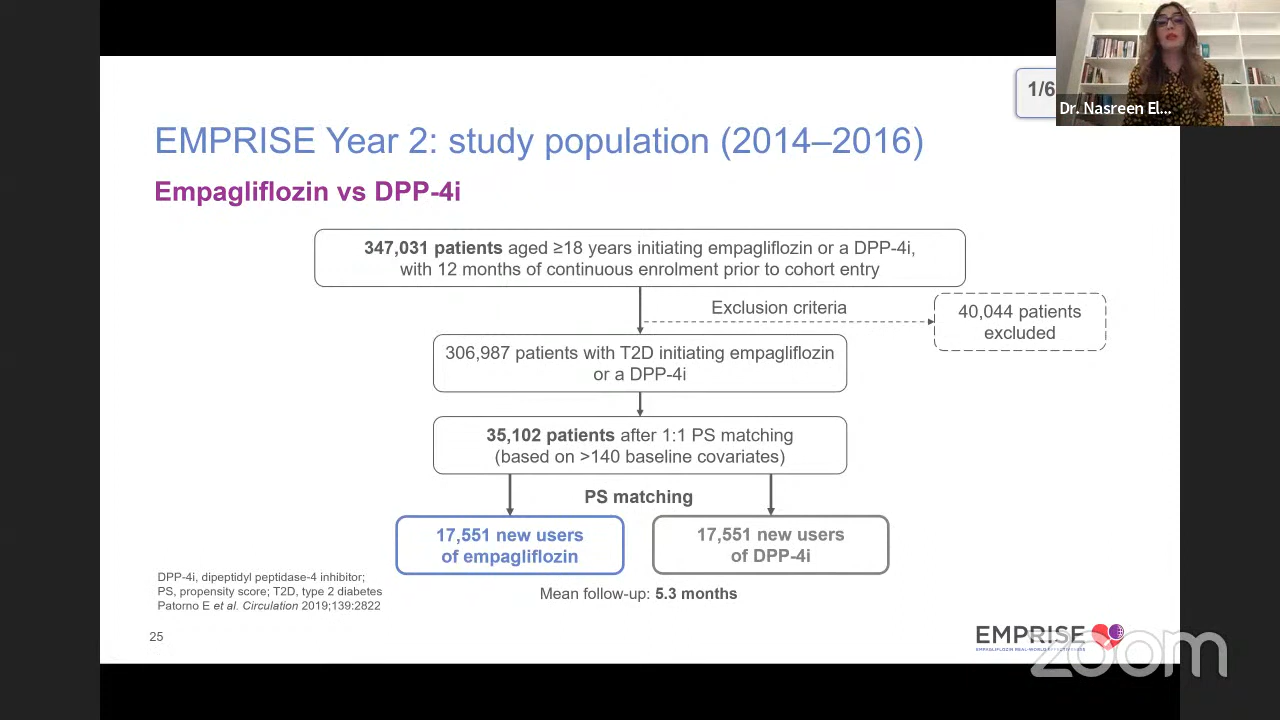 1/6
Dr. Nasreen El...
EMPRISE Year 2: study population (2014–2016)
Empagliflozin vs DPP-4i
347,031 patients aged ≥18 years initiating empagliflozin or a DPP-4i,
with 12 months of continuous enrolment prior to cohort entry
Exclusion criteria
40,044 patients
excluded
306,987 patients with T2D initiating empagliflozin
or a DPP-4i
35,102 patients after 1:1 PS matching
(based on >140 baseline covariates)
PS matching
17,551 new users
of empagliflozin
17,551 new users
of DPP-4i
Mean follow-up: 5.3 months
DPP-4i, dipeptidyl peptidase-4 inhibitor;
PS, propensity score; T2D, type 2 diabetes
Patorno E et al. Circulation 2019;139:2822
25
EMPRISE
EMPAGLIFLOZIN REAL-WORLD EFFECTIVENESS
zoom